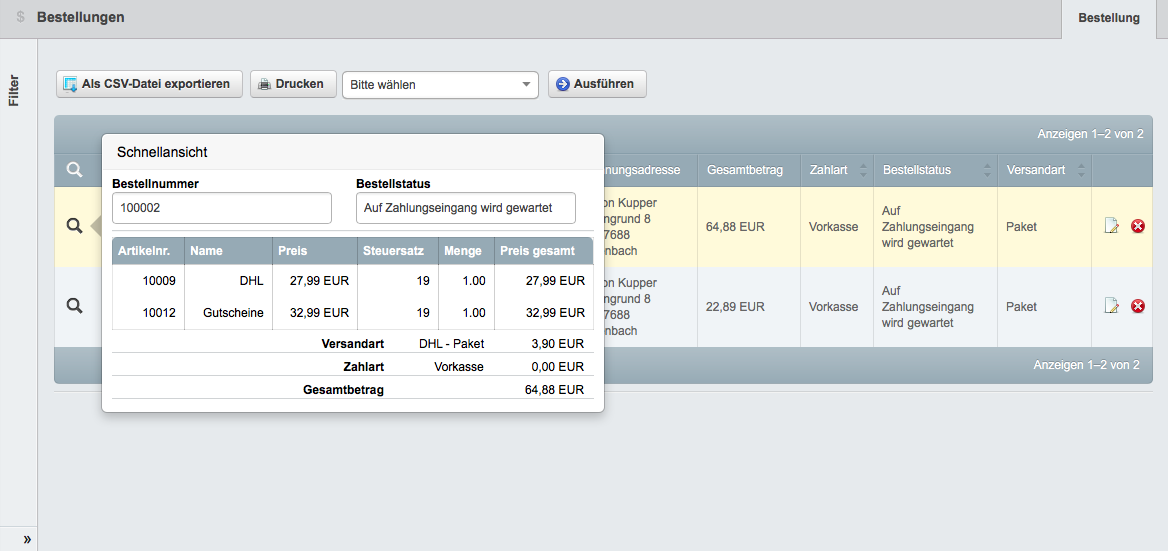 $ Bestellungen
Bestellung
Filter
Als CSV-Datei exportieren Drucken Bitte wählen Ausführen
Anzeigen 1–2 von 2
nungsadresse Gesamtbetrag Zahlart Bestellstatus Versandart
Schnellansicht
Bestellnummer Bestellstatus
100002 Auf Zahlungseingang wird gewartet
Artikelnr. Name Preis Steuersatz Menge Preis gesamt
10009 DHL 27,99 EUR 19 1.00 27,99 EUR
10012 Gutscheine 32,99 EUR 19 1.00 32,99 EUR
Versandart DHL - Paket 3,90 EUR
Zahlart Vorkasse 0,00 EUR
Gesamtbetrag 64,88 EUR
on Kupper
ngrund 8
7688
nbach
64,88 EUR
Vorkasse
Auf
Zahlungseingang
wird gewartet
Paket
on Kupper
ngrund 8
7688
nbach
22,89 EUR
Vorkasse
Auf
Zahlungseingang
wird gewartet
Paket
Anzeigen 1–2 von 2
»